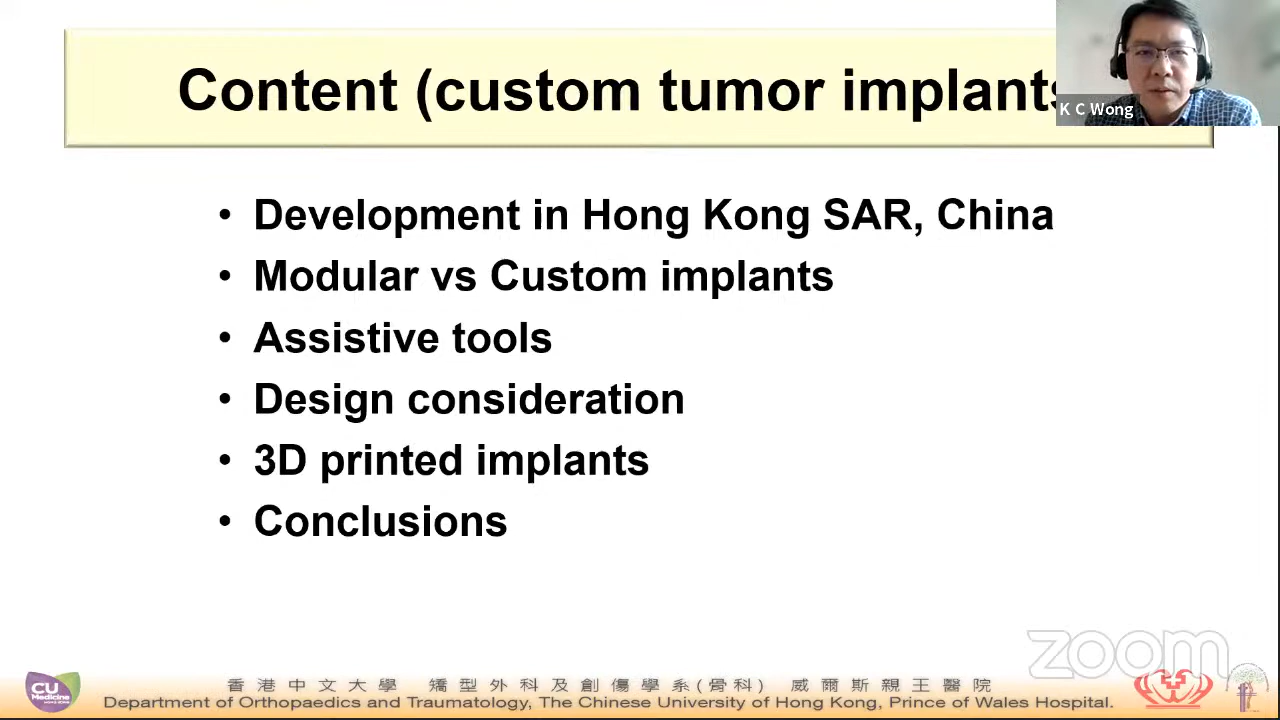 Content (custom tumor implants
K C Wong
• Development in Hong Kong SAR, China
• Modular vs Custom implants
• Assistive tools
• Design consideration
• 3D printed implants
• Conclusions
zoom
CU
Medicine
HONG KONG
香港中文大學 矯型外科及創傷學系(骨科) 威爾斯親王醫院
Department of Orthopaedics and Traumatology, The Chinese University of Hong Kong, Prince of Wales Hospital.